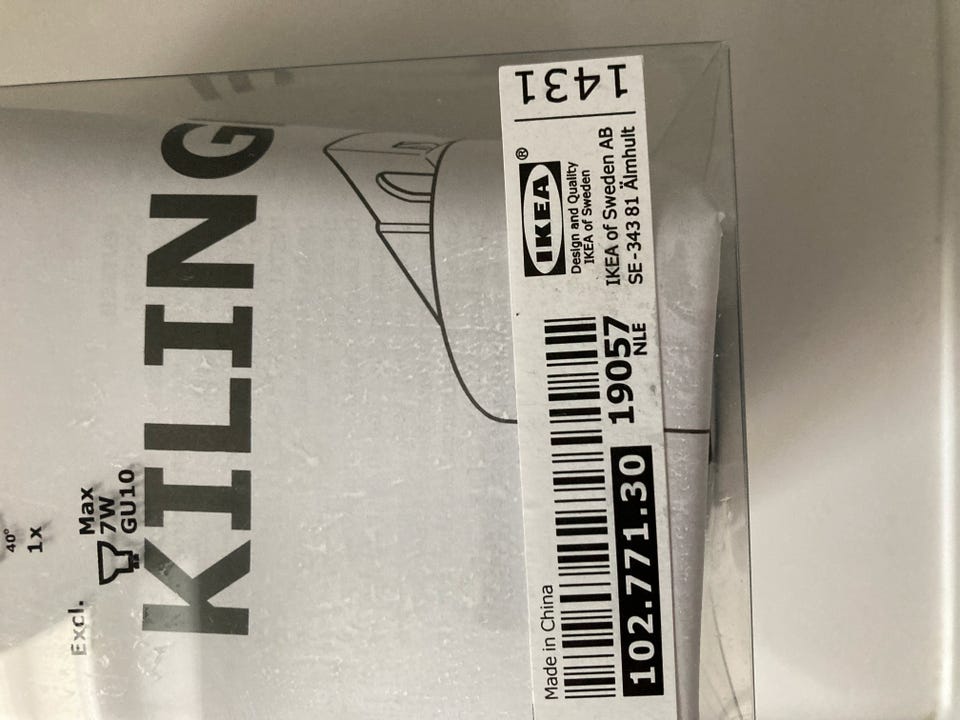 Excl.
40°
1x
Max
7W
GU10
KILING
Made in China
102.771.30
19057
NLE
IKEA®
Design and Quality
IKEA of Sweden
IKEA of Sweden AB
SE-343 81 Älmhult
1431